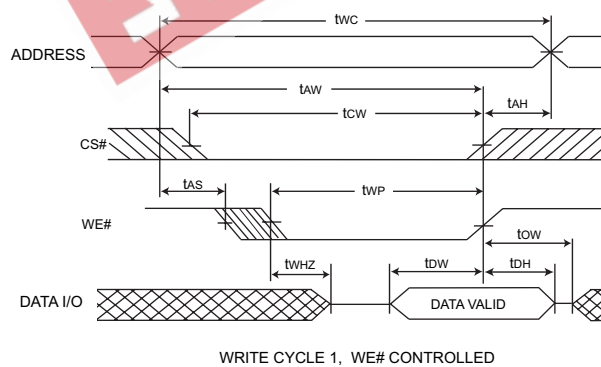 tWC
ADDRESS
tAW
tCW
tAH
CS#
tAS
tWP
WE#
tOW
tWHZ
tDW
tDH
DATA I/O
DATA VALID
WRITE CYCLE 1, WE# CONTROLLED